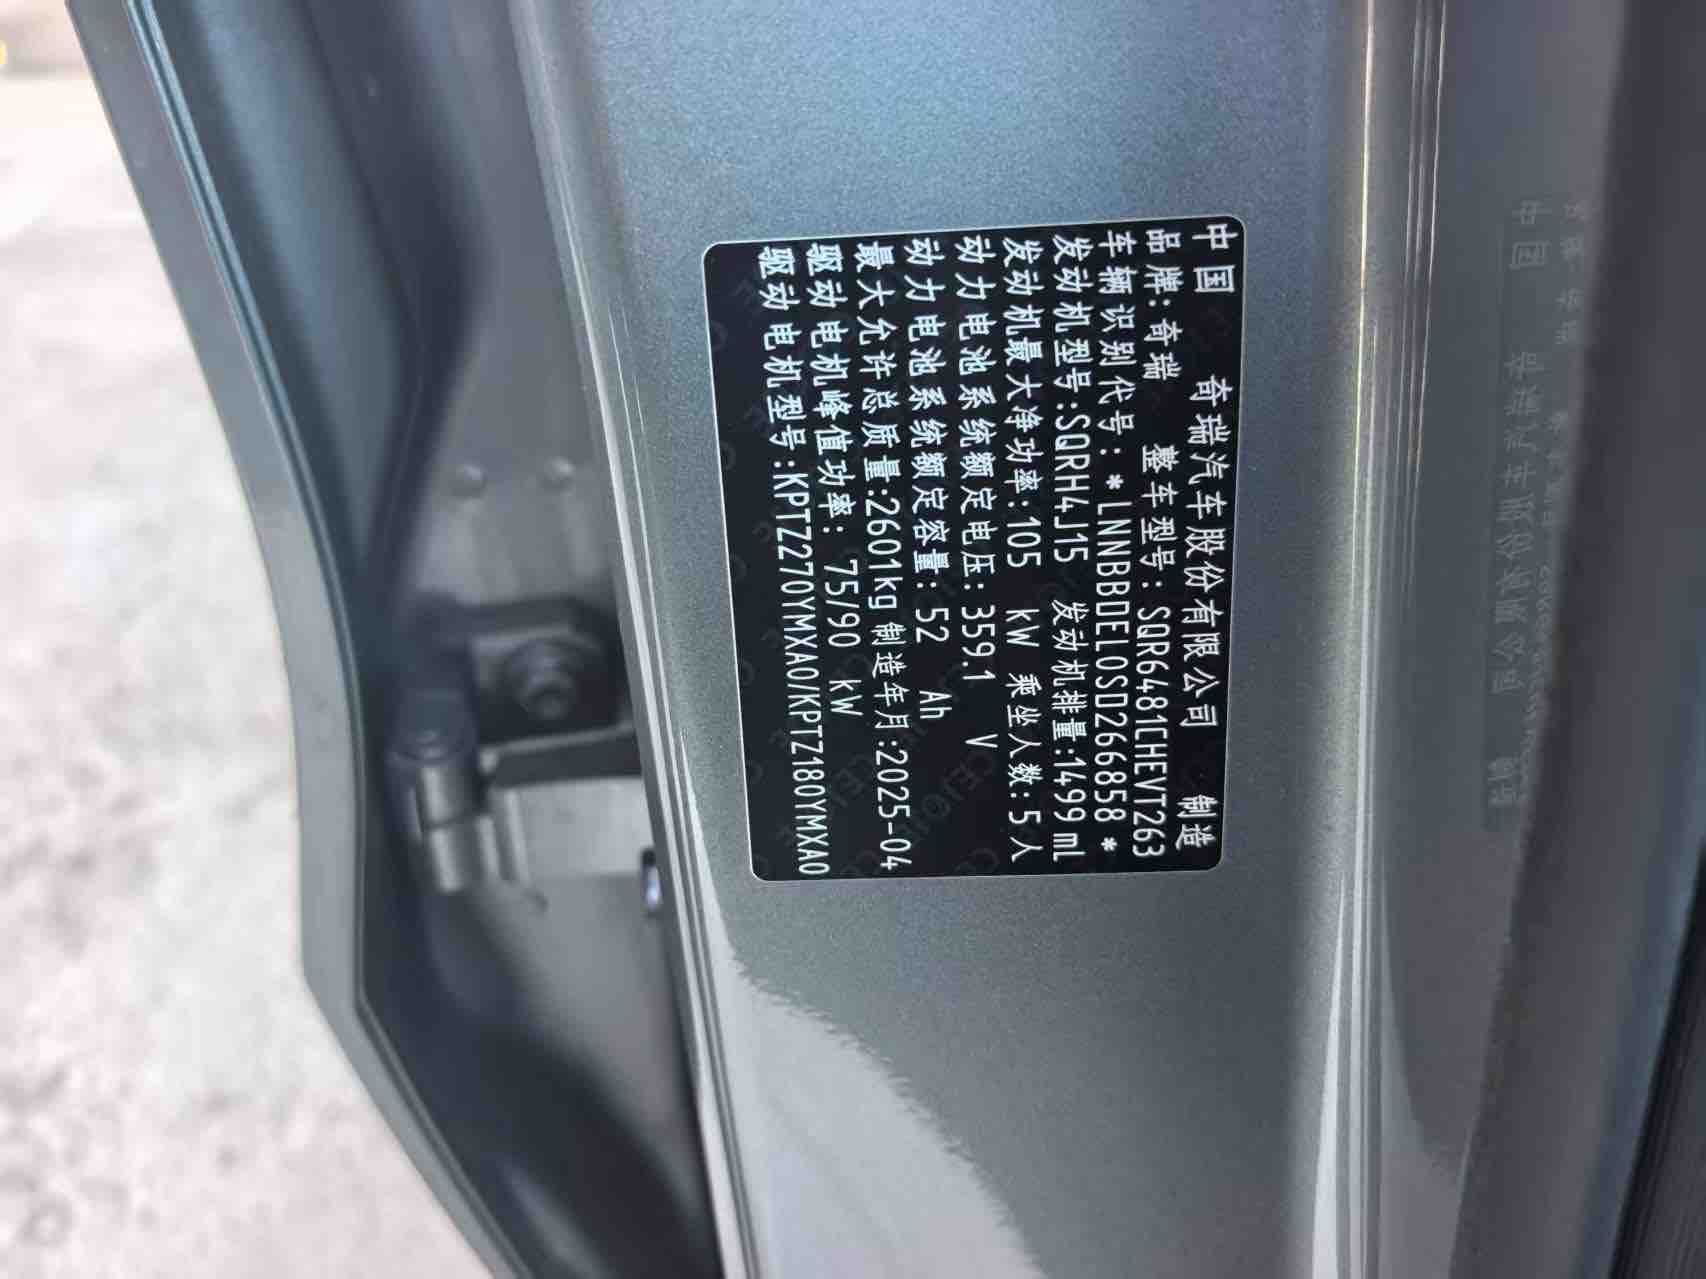 中国 奇瑞汽车股份有限公司 制造
品牌:奇瑞 整车型号:SQR6481CHEVT263
车辆识别代号:*LNNBBDEL0SD266858*
发动机型号:SQRH4J15 发动机排量:1499 mL
发动机最大净功率:105 kW 乘坐人数:5人
动力电池系统额定电压:359.1 V
动力电池系统额定容量:52 Ah
最大允许总质量:2601kg 制造年月:2025-04
驱动电机峰值功率: 75/90 kW
驱动电机型号:KPTZ270YMXA0/KPTZ180YMXA0